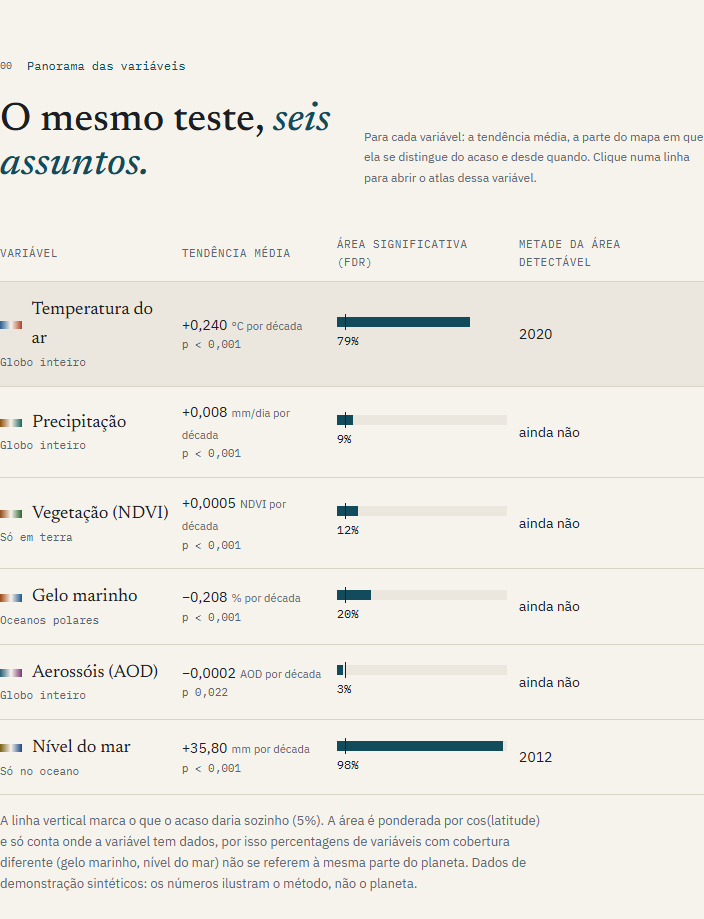 00 Panorama das variáveis
O mesmo teste, seis
assuntos.
Para cada variável: a tendência média, a parte do mapa em que
ela se distingue do acaso e desde quando. Clique numa linha
para abrir o atlas dessa variável.
VARIÁVEL
TENDÊNCIA MÉDIA
ÁREA SIGNIFICATIVA
(FDR)
METADE DA ÁREA
DETECTÁVEL
Temperatura do
ar
Globo inteiro
+0,240 °C por década
p < 0,001
79%
2020
Precipitação
Globo inteiro
+0,008 mm/dia por
década
p < 0,001
9%
ainda não
Vegetação (NDVI)
Só em terra
+0,0005 NDVI por
década
p < 0,001
12%
ainda não
Gelo marinho
Oceanos polares
−0,208 % por década
p < 0,001
20%
ainda não
Aerossóis (AOD)
Globo inteiro
−0,0002 AOD por década
p 0,022
3%
ainda não
Nível do mar
Só no oceano
+35,80 mm por década
p < 0,001
98%
2012
A linha vertical marca o que o acaso daria sozinho (5%). A área é ponderada por cos(latitude)
e só conta onde a variável tem dados, por isso percentagens de variáveis com cobertura
diferente (gelo marinho, nível do mar) não se referem à mesma parte do planeta. Dados de
demonstração sintéticos: os números ilustram o método, não o planeta.